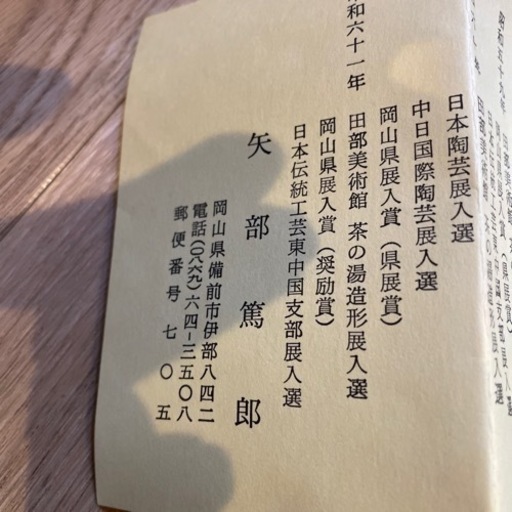 日本陶芸展入選
中日国際陶芸展入選
岡山県展入賞（県展賞）
和六十一年 田部美術館 茶の湯造形展入選
岡山県展入賞（奨励賞）
日本伝統工芸東中国支部展入選
矢部篤郎
岡山県備前市伊部八四二
電話（〇八六九）六四－三五〇八
郵便番号七〇五